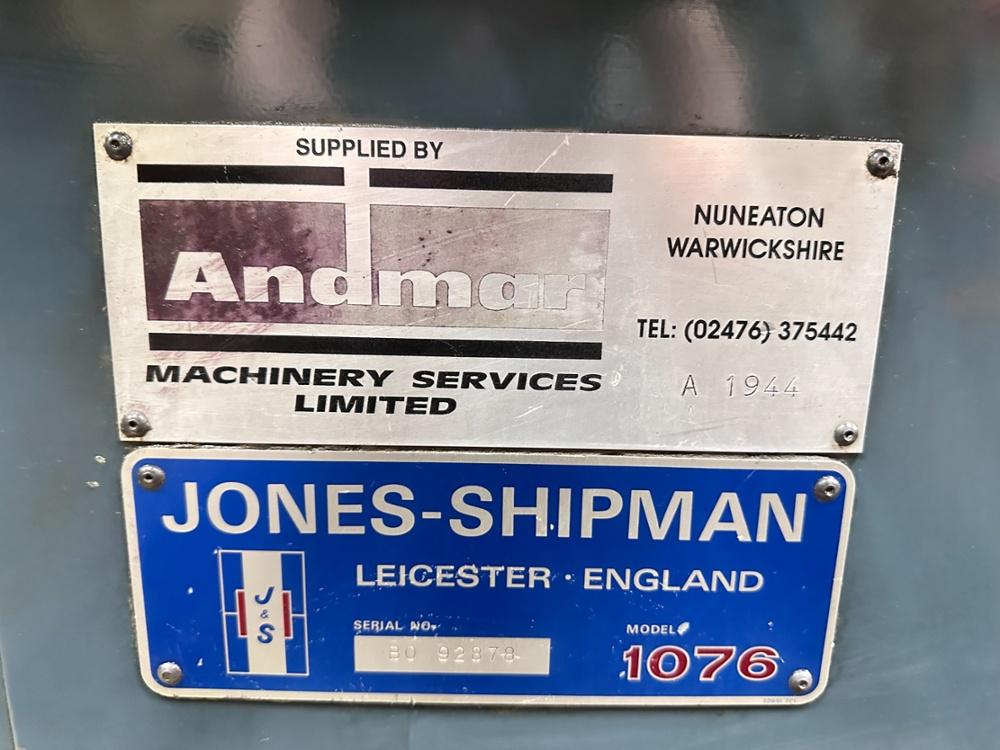 SUPPLIED BY
Andmar
MACHINERY SERVICES
LIMITED
NUNEATON
WARWICKSHIRE
TEL: (02476) 375442
A 1944
JONES-SHIPMAN
LEICESTER · ENGLAND
J
&
S
SERIAL NO.
BO 92878
MODEL
1076